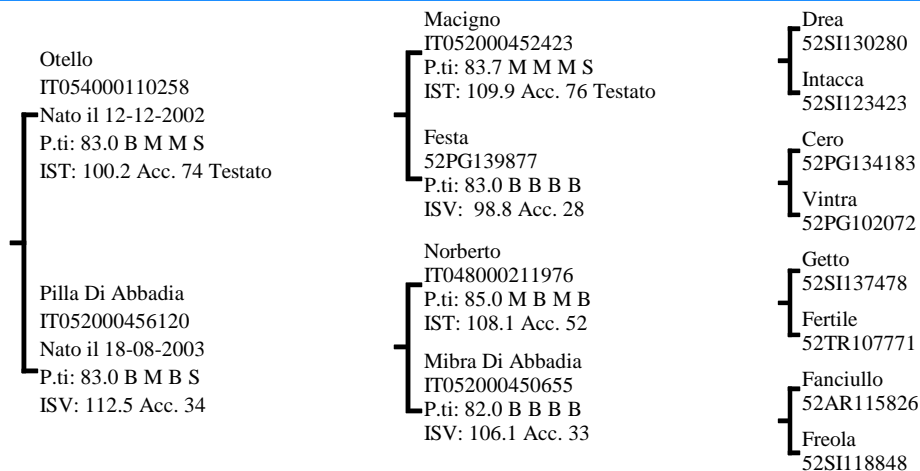 Otello
IT054000110258
Nato il 12-12-2002
P.ti: 83.0 B M M S
IST: 100.2 Acc. 74 Testato
Pilla Di Abbadia
IT052000456120
Nato il 18-08-2003
P.ti: 83.0 B M B S
ISV: 112.5 Acc. 34
Macigno
IT052000452423
P.ti: 83.7 M M M S
IST: 109.9 Acc. 76 Testato
Festa
52PG139877
P.ti: 83.0 B B B B
ISV: 98.8 Acc. 28
Norberto
IT048000211976
P.ti: 85.0 M B M B
IST: 108.1 Acc. 52
Mibra Di Abbadia
IT052000450655
P.ti: 82.0 B B B B
ISV: 106.1 Acc. 33
Drea
52SI130280
Intacca
52SI123423
Cero
52PG134183
Vintra
52PG102072
Getto
52SI137478
Fertile
52TR107771
Fanciullo
52AR115826
Freola
52SI118848